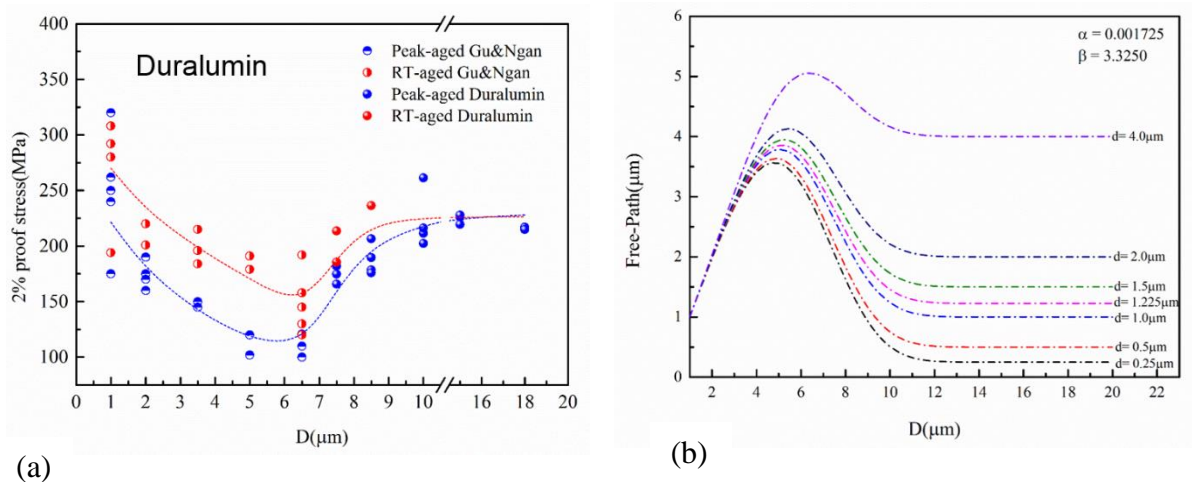 Duralumin
Peak-aged Gu&Ngan
RT-aged Gu&Ngan
Peak-aged Duralumin
RT-aged Duralumin
2% proof stress(MPa)
400
350
300
250
200
150
100
0 1 2 3 4 5 6 7 8 9 10 16 18 20
D(μm)
(a)
α = 0.001725
β = 3.3250
Free-Path(μm)
6
5
4
3
2
1
0
d=4.0μm
d=2.0μm
d=1.5μm
d=1.225μm
d=1.0μm
d=0.5μm
d= 0.25μm
2 4 6 8 10 12 14 16 18 20 22
D(μm)
(b)